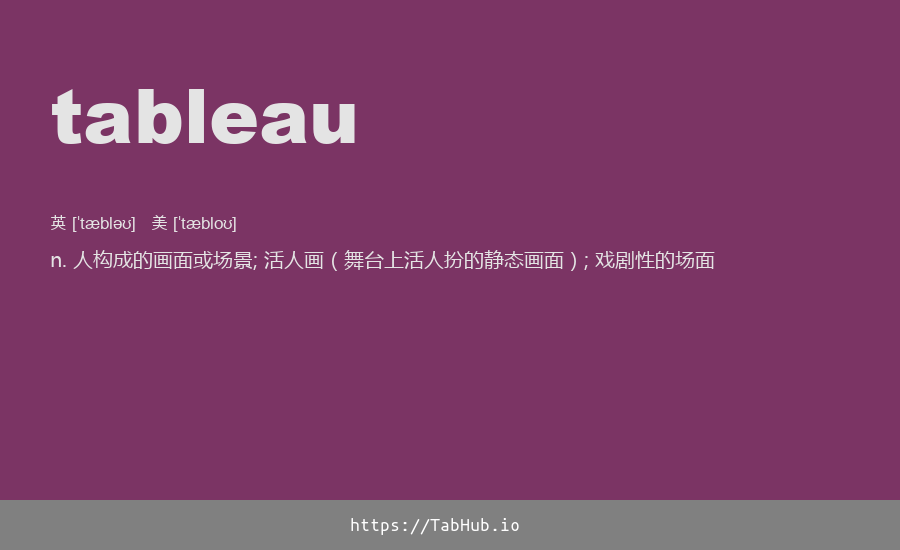 tableau
英 [ˈtæbləʊ] 美 [ˈtæbloʊ]
n. 人构成的画面或场景; 活人画 ( 舞台上活人扮的静态画面 ) ; 戏剧性的场面
https://TabHub.io